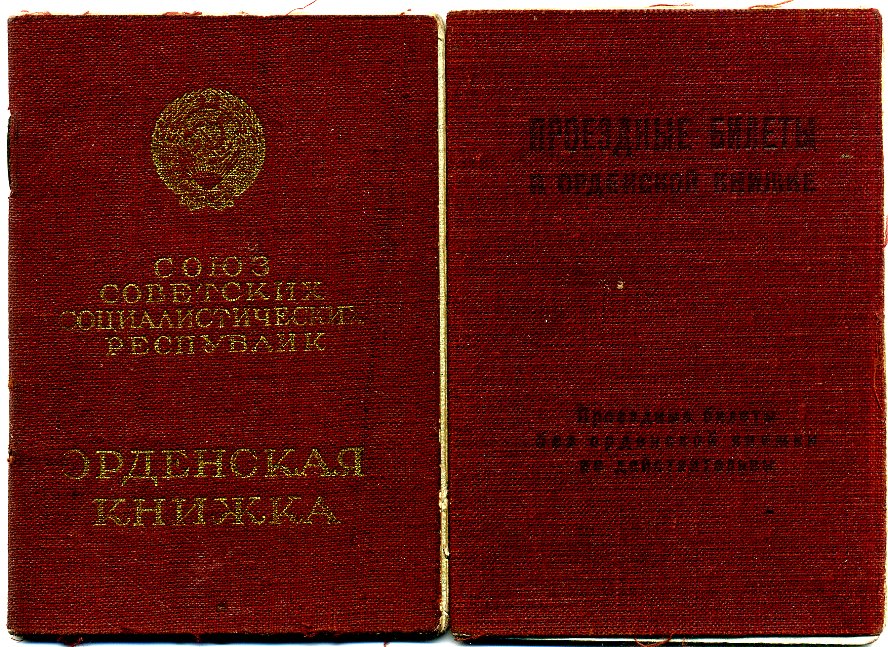 СОЮЗ
СОВЕТСКИХ
СОЦИАЛИСТИЧЕСКИХ
РЕСПУБЛИК
ОРДЕНСКАЯ
КНИЖКА
ПРОЕЗДНЫЕ БИЛЕТЫ
К ОРДЕНСКОЙ КНИЖКЕ
Проездные билеты
без орденской книжки
не действительны